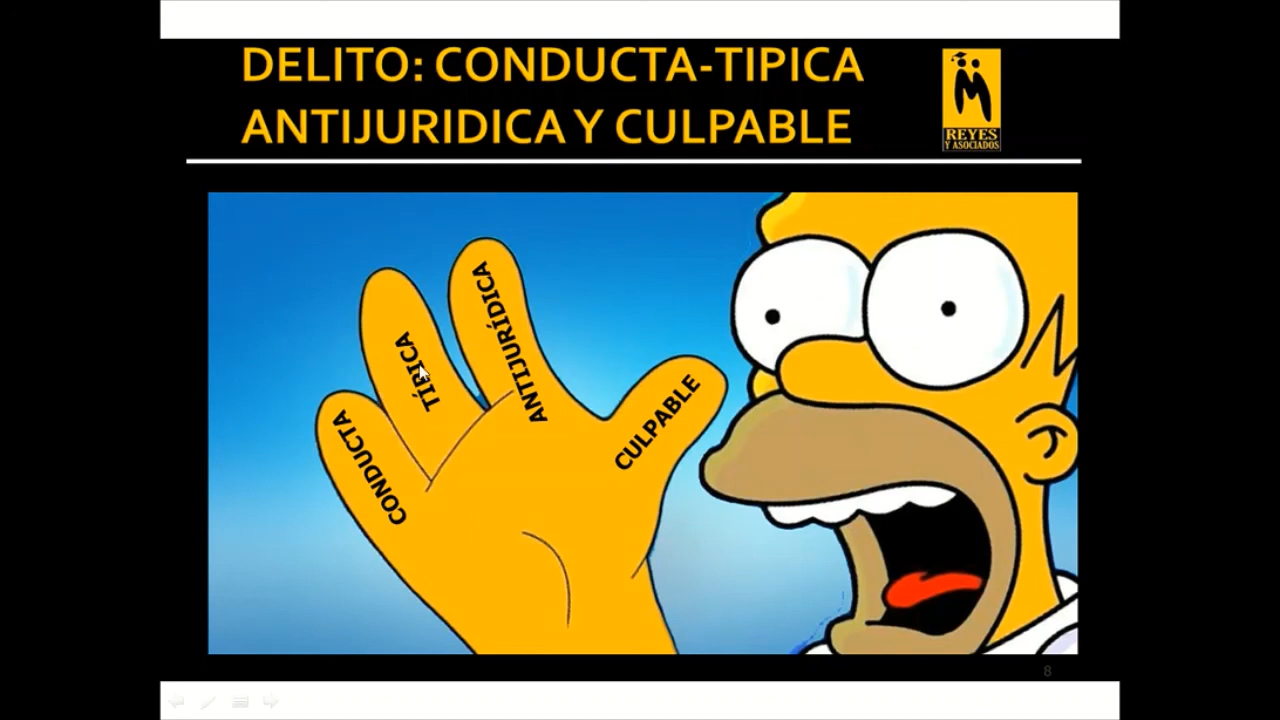 DELITO: CONDUCTA-TIPICA
ANTIJURIDICA Y CULPABLE
REYES
Y ASOCIADOS
CONDUCTA
TÍPICA
ANTIJURÍDICA
CULPABLE
8